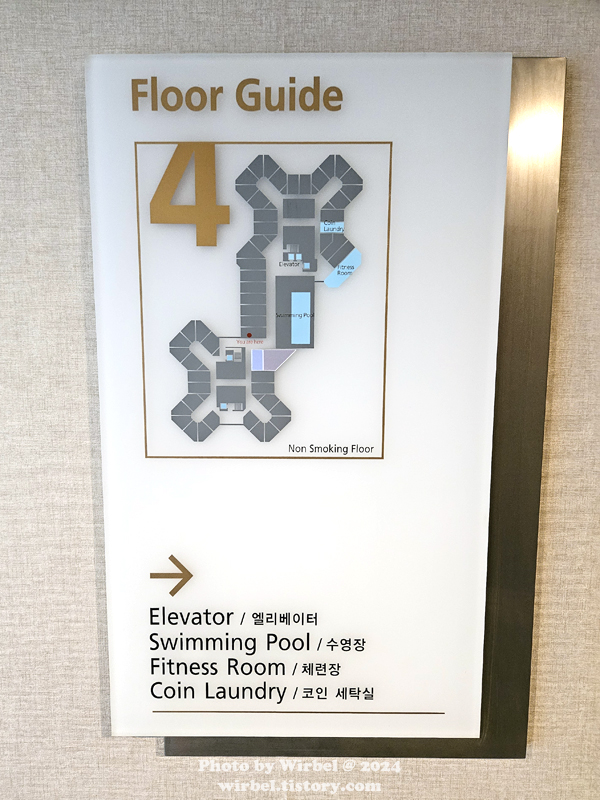 Floor Guide
4
Coin
Laundry
Elevator
Fitness
Room
Swimming Pool
Non Smoking Floor
→
Elevator / 엘리베이터
Swimming Pool / 수영장
Fitness Room / 체련장
Coin Laundry / 코인 세탁실
Photo by Wirbel @ 2024
wirbel.tistory.com